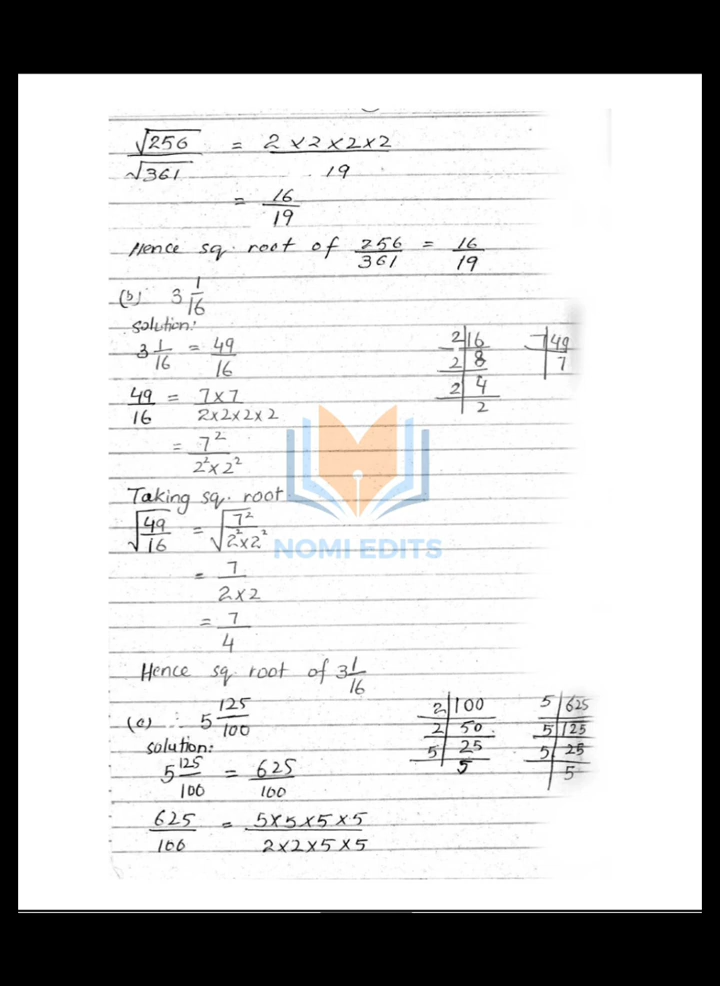 √256/√361 = 2×2×2×2/19
= 16/19
Hence sq. root of 256/361 = 16/19
(b) 3 1/16
solution:
3 1/16 = 49/16
2|16
2|8
2|4
2
7|49
7
49/16 = 7×7/2×2×2×2
= 7²/2²×2²
Taking sq. root
√49/16 = √7²/2²×2²
NOMI EDITS
= 7/2×2
= 7/4
Hence sq root of 3 1/16
(c) 5 125/100
solution:
5 125/100 = 625/100
2|100
2|50
5|25
5
5|625
5|125
5|25
5
625/100 = 5×5×5×5/2×2×5×5